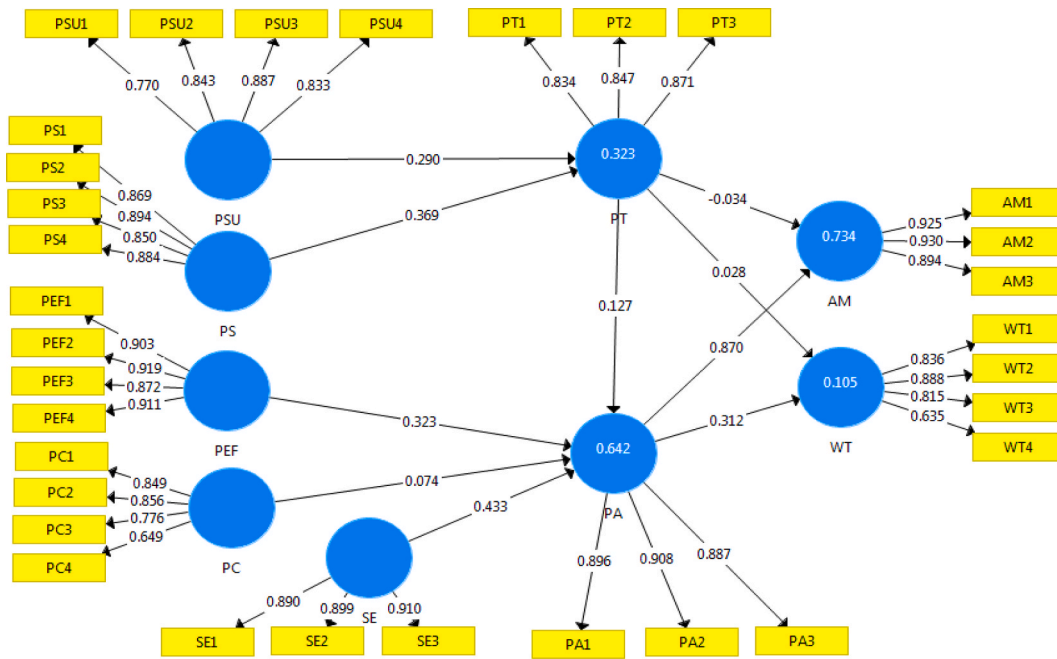 PSU1 PSU2 PSU3 PSU4 PT1 PT2 PT3
0.770 0.843 0.887 0.833 0.834 0.847 0.871
PS1
PS2
PS3
PS4
0.869
0.894
0.850
0.884
PSU
0.290
0.323
PT
0.369
PS
-0.034
0.028
0.127
0.870
0.734
AM
0.925
0.930
0.894
AM1
AM2
AM3
PEF1
PEF2
PEF3
PEF4
0.903
0.919
0.872
0.911
PEF
0.323
0.642
PA
0.312
0.105
WT
0.836
0.888
0.815
0.635
WT1
WT2
WT3
WT4
PC1
PC2
PC3
PC4
0.849
0.856
0.776
0.649
PC
0.074
0.433
SE
0.890 0.899 0.910
SE1 SE2 SE3
0.896 0.908 0.887
PA1 PA2 PA3